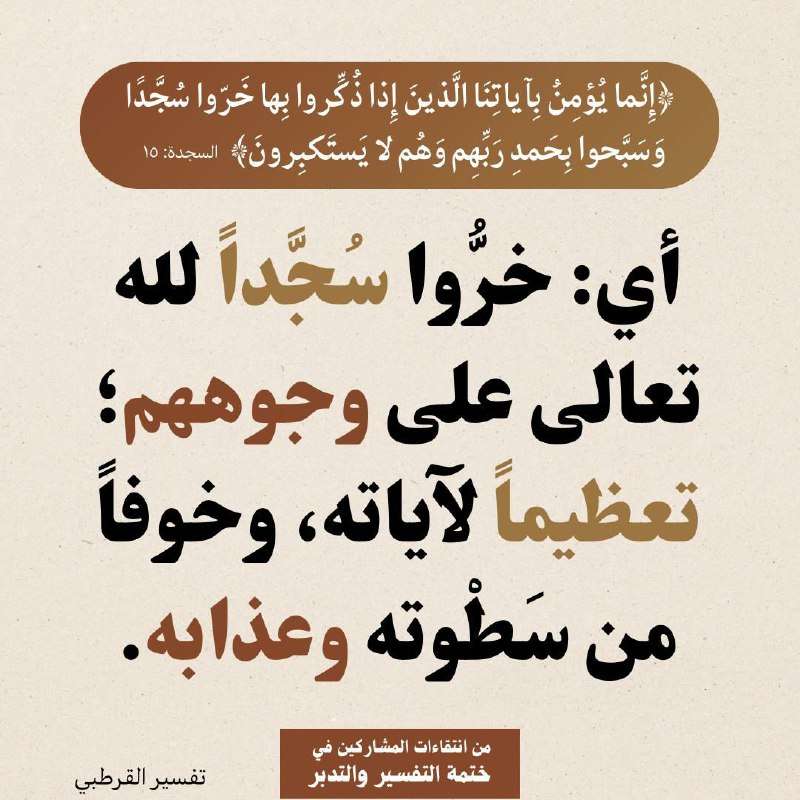 ﴿إِنَّما يُؤمِنُ بِآياتِنَا الَّذينَ إِذا ذُكِّروا بِها خَرّوا سُجَّدًا
وَسَبَّحوا بِحَمدِ رَبِّهِم وَهُم لا يَستَكبِرونَ﴾ السجدة: ١٥
أي: خرُّوا سُجَّداً لله
تعالى على وجوههم؛
تعظيماً لآياته، وخوفاً
من سَطْوته وعذابه.
من انتقاءات المشاركين في
ختمة التفسير والتدبر
تفسير القرطبي